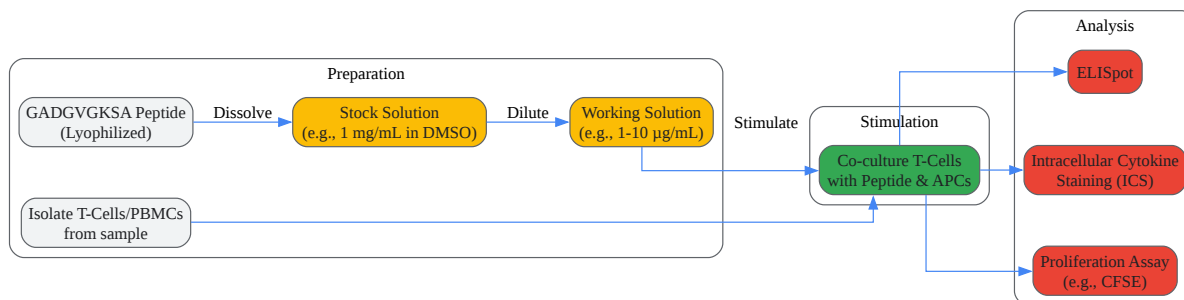 Analysis
ELISpot
Preparation
GADGVGKSA Peptide
(Lyophilized)
Dissolve
Stock Solution
(e.g., 1 mg/mL in DMSO)
Dilute
Working Solution
(e.g., 1-10 µg/mL)
Stimulate
Stimulation
Co-culture T-Cells
with Peptide & APCs
Intracellular Cytokine
Staining (ICS)
Isolate T-Cells/PBMCs
from sample
Proliferation Assay
(e.g., CFSE)